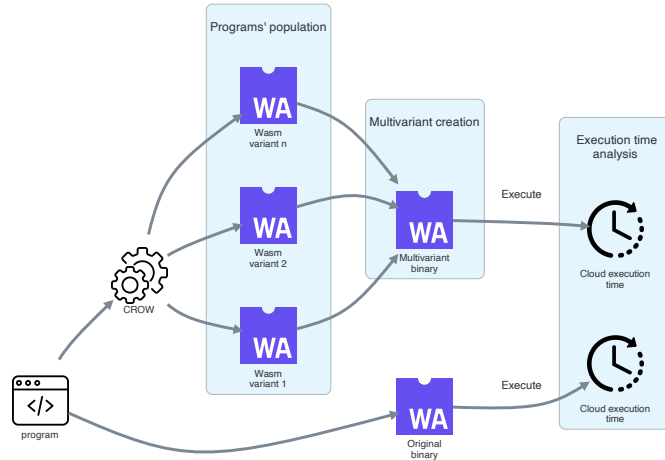 Programs' population
WA
Wasm
variant n
WA
Wasm
variant 2
WA
Wasm
variant 1
CROW
</>
program
Multivariant creation
WA
Multivariant
binary
WA
Original
binary
Execute
Execute
Execution time
analysis
Cloud execution
time
Cloud execution
time